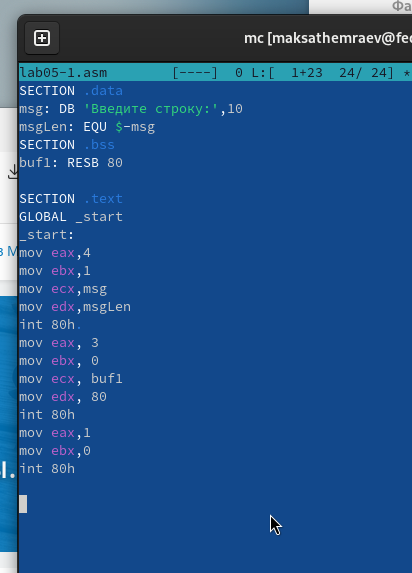 Фа
mc [maksathemraev@fec
lab05-1.asm [----] 0 L:[ 1+23 24/ 24] *
SECTION .data
msg: DB 'Введите строку:',10
msgLen: EQU $-msg
SECTION .bss
buf1: RESB 80
SECTION .text
GLOBAL _start
_start:
mov eax,4
mov ebx,1
mov ecx,msg
mov edx,msgLen
int 80h.
mov eax, 3
mov ebx, 0
mov ecx, buf1
mov edx, 80
int 80h
mov eax,1
mov ebx,0
int 80h